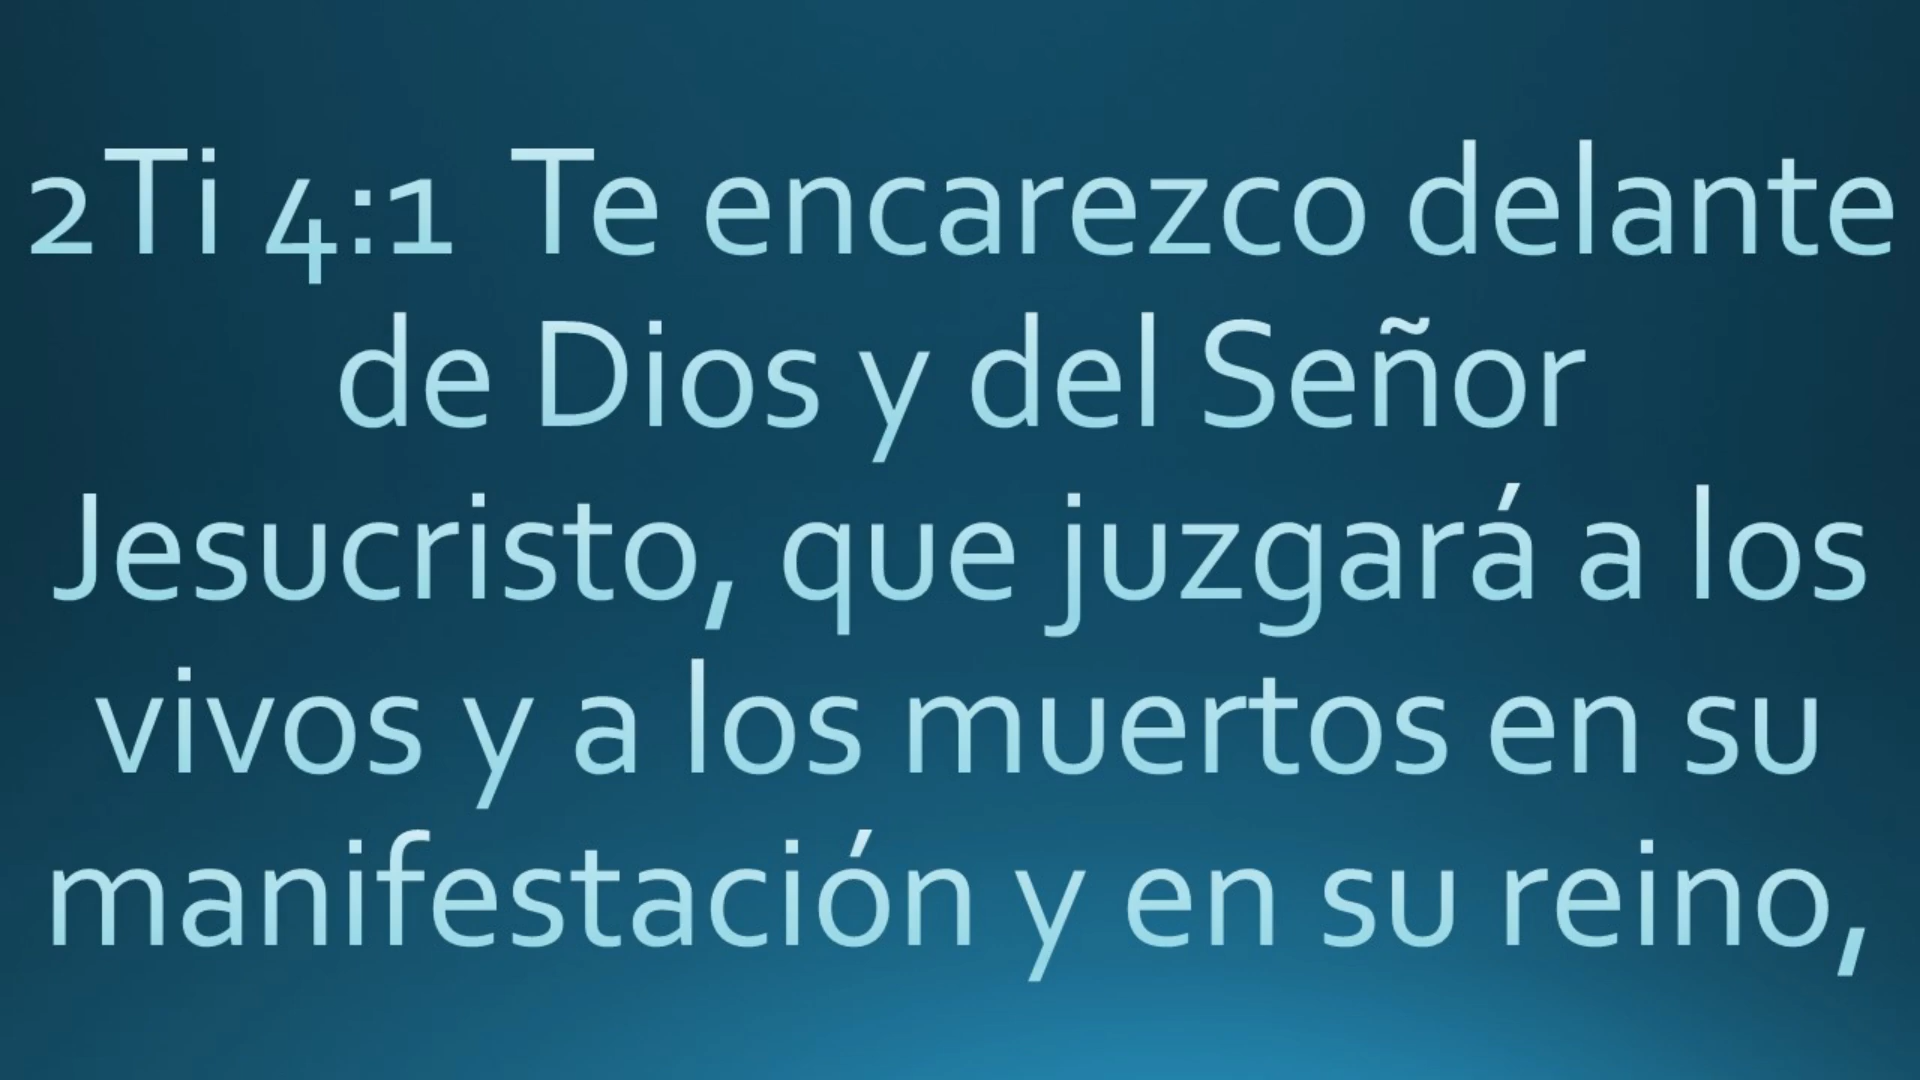 2Ti 4:1  Te encarezco delante
de Dios y del Señor
Jesucristo, que juzgará a los
vivos y a los muertos en su
manifestación y en su reino,